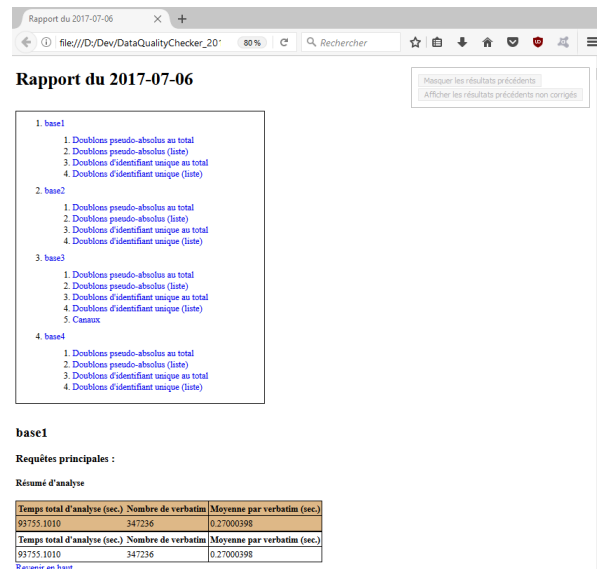 Rapport du 2017-07-06
file:///D:/Dev/DataQualityChecker_20
80 %
Rechercher
Rapport du 2017-07-06
Masquer les résultats précédents
Afficher les résultats précédents non corrigés
1. base1
1. Doublons pseudo-absolus au total
2. Doublons pseudo-absolus (liste)
3. Doublons d'identifiant unique au total
4. Doublons d'identifiant unique (liste)
2. base2
1. Doublons pseudo-absolus au total
2. Doublons pseudo-absolus (liste)
3. Doublons d'identifiant unique au total
4. Doublons d'identifiant unique (liste)
3. base3
1. Doublons pseudo-absolus au total
2. Doublons pseudo-absolus (liste)
3. Doublons d'identifiant unique au total
4. Doublons d'identifiant unique (liste)
5. Canaux
4. base4
1. Doublons pseudo-absolus au total
2. Doublons pseudo-absolus (liste)
3. Doublons d'identifiant unique au total
4. Doublons d'identifiant unique (liste)
base1
Requêtes principales :
Résumé d'analyse
Temps total d'analyse (sec.) Nombre de verbatim Moyenne par verbatim (sec.)
93755.1010 347236 0.27000398
Temps total d'analyse (sec.) Nombre de verbatim Moyenne par verbatim (sec.)
93755.1010 347236 0.27000398
Revenir en haut